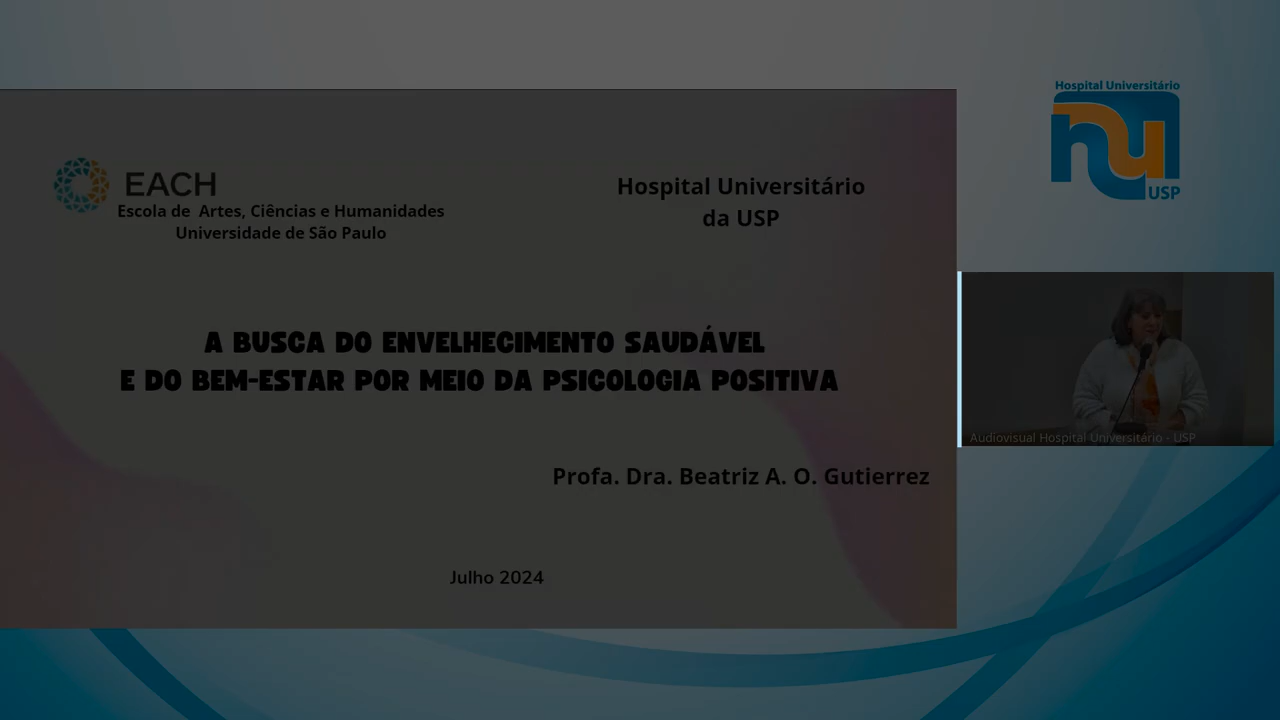 EACH
Escola de Artes, Ciências e Humanidades
Universidade de São Paulo
Hospital Universitário
da USP
A BUSCA DO ENVELHECIMENTO SAUDÁVEL
E DO BEM-ESTAR POR MEIO DA PSICOLOGIA POSITIVA
Profa. Dra. Beatriz A. O. Gutierrez
Julho 2024
Hospital Universitário
hu
USP
Audiovisual Hospital Universitário - USP